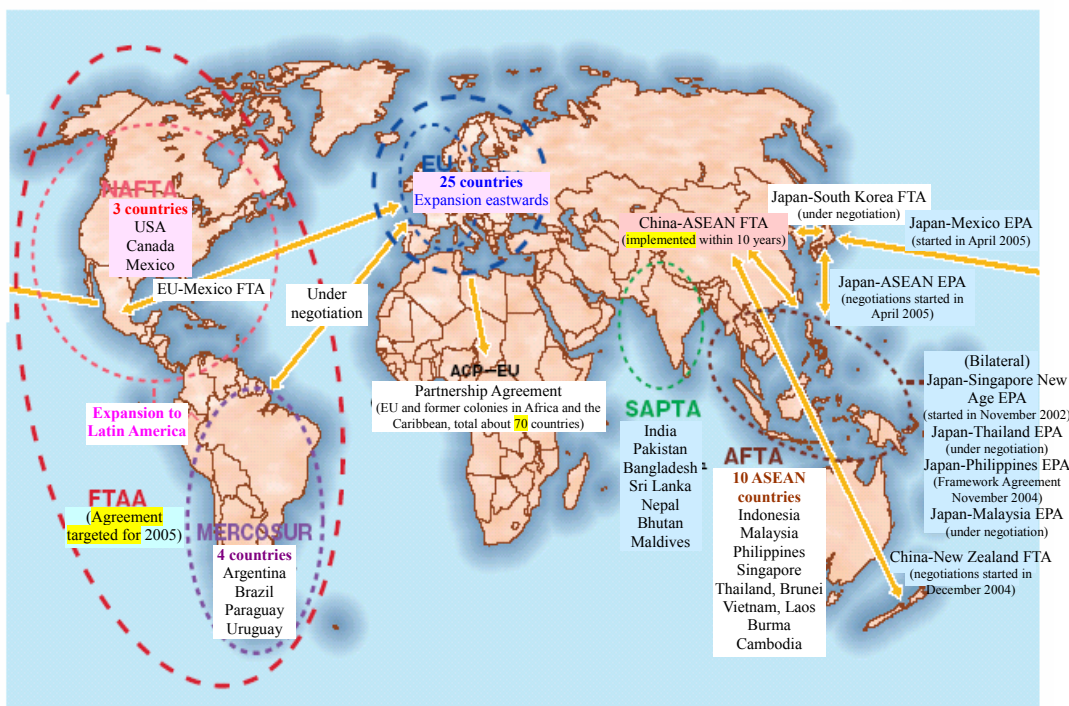 NAFTA
3 countries
USA
Canada
Mexico
EU-Mexico FTA
Under
negotiation
EU
25 countries
Expansion eastwards
ACP-EU
Partnership Agreement
(EU and former colonies in Africa and the
Caribbean, total about 70 countries)
Expansion to
Latin America
FTAA
(Agreement
targeted for 2005)
MERCOSUR
4 countries
Argentina
Brazil
Paraguay
Uruguay
China-ASEAN FTA
(implemented within 10 years)
Japan-South Korea FTA
(under negotiation)
Japan-Mexico EPA
(started in April 2005)
Japan-ASEAN EPA
(negotiations started in
April 2005)
SAPTA
India
Pakistan
Bangladesh
Sri Lanka
Nepal
Bhutan
Maldives
AFTA
10 ASEAN
countries
Indonesia
Malaysia
Philippines
Singapore
Thailand, Brunei
Vietnam, Laos
Burma
Cambodia
(Bilateral)
Japan-Singapore New
Age EPA
(started in November 2002)
Japan-Thailand EPA
(under negotiation)
Japan-Philippines EPA
(Framework Agreement
November 2004)
Japan-Malaysia EPA
(under negotiation)
China-New Zealand FTA
(negotiations started in
December 2004)